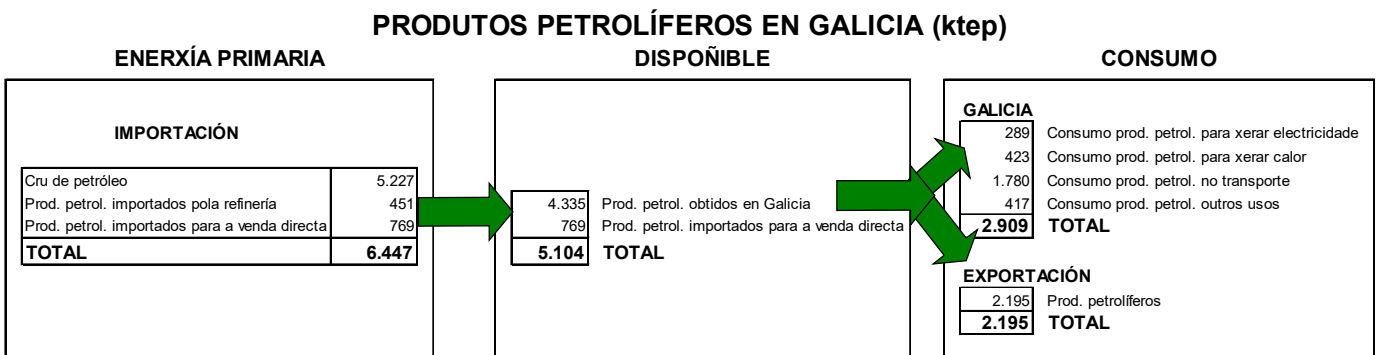 PRODUTOS PETROLÍFEROS EN GALICIA (ktep)
ENERXÍA PRIMARIA
IMPORTACIÓN
Cru de petróleo 5.227
Prod. petrol. importados pola refinería 451
Prod. petrol. importados para a venda directa 769
TOTAL 6.447
DISPOÑIBLE
4.335 Prod. petrol. obtidos en Galicia
769 Prod. petrol. importados para a venda directa
5.104 TOTAL
CONSUMO
GALICIA
289 Consumo prod. petrol. para xerar electricidade
423 Consumo prod. petrol. para xerar calor
1.780 Consumo prod. petrol. no transporte
417 Consumo prod. petrol. outros usos
2.909 TOTAL
EXPORTACIÓN
2.195 Prod. petrolíferos
2.195 TOTAL